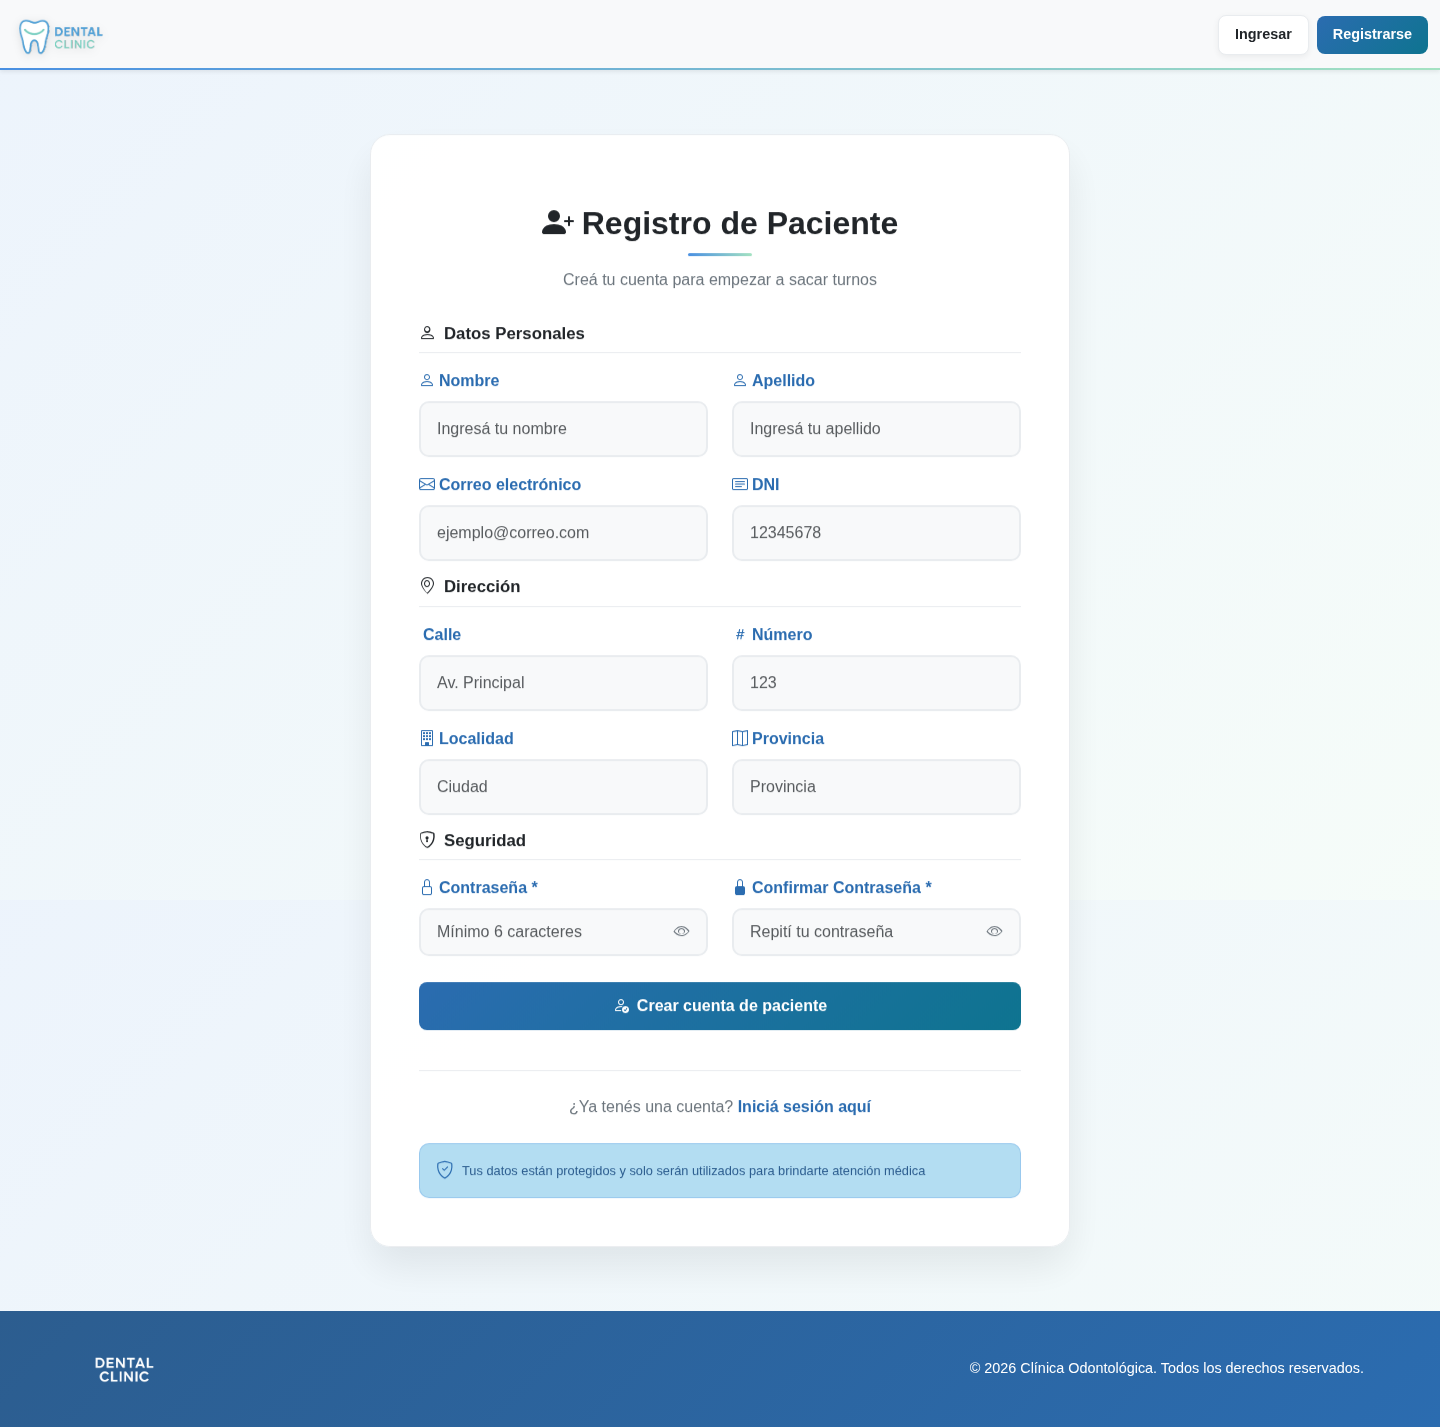 DENTAL
CLINIC
Ingresar
Registrarse
Registro de Paciente
Creá tu cuenta para empezar a sacar turnos
Datos Personales
Nombre
Apellido
Ingresá tu nombre
Ingresá tu apellido
Correo electrónico
DNI
ejemplo@correo.com
12345678
Dirección
Calle
# Número
Av. Principal
123
Localidad
Provincia
Ciudad
Provincia
Seguridad
Contraseña *
Confirmar Contraseña *
Mínimo 6 caracteres
Repití tu contraseña
Crear cuenta de paciente
¿Ya tenés una cuenta? Iniciá sesión aquí
Tus datos están protegidos y solo serán utilizados para brindarte atención médica
DENTAL
CLINIC
© 2026 Clínica Odontológica. Todos los derechos reservados.